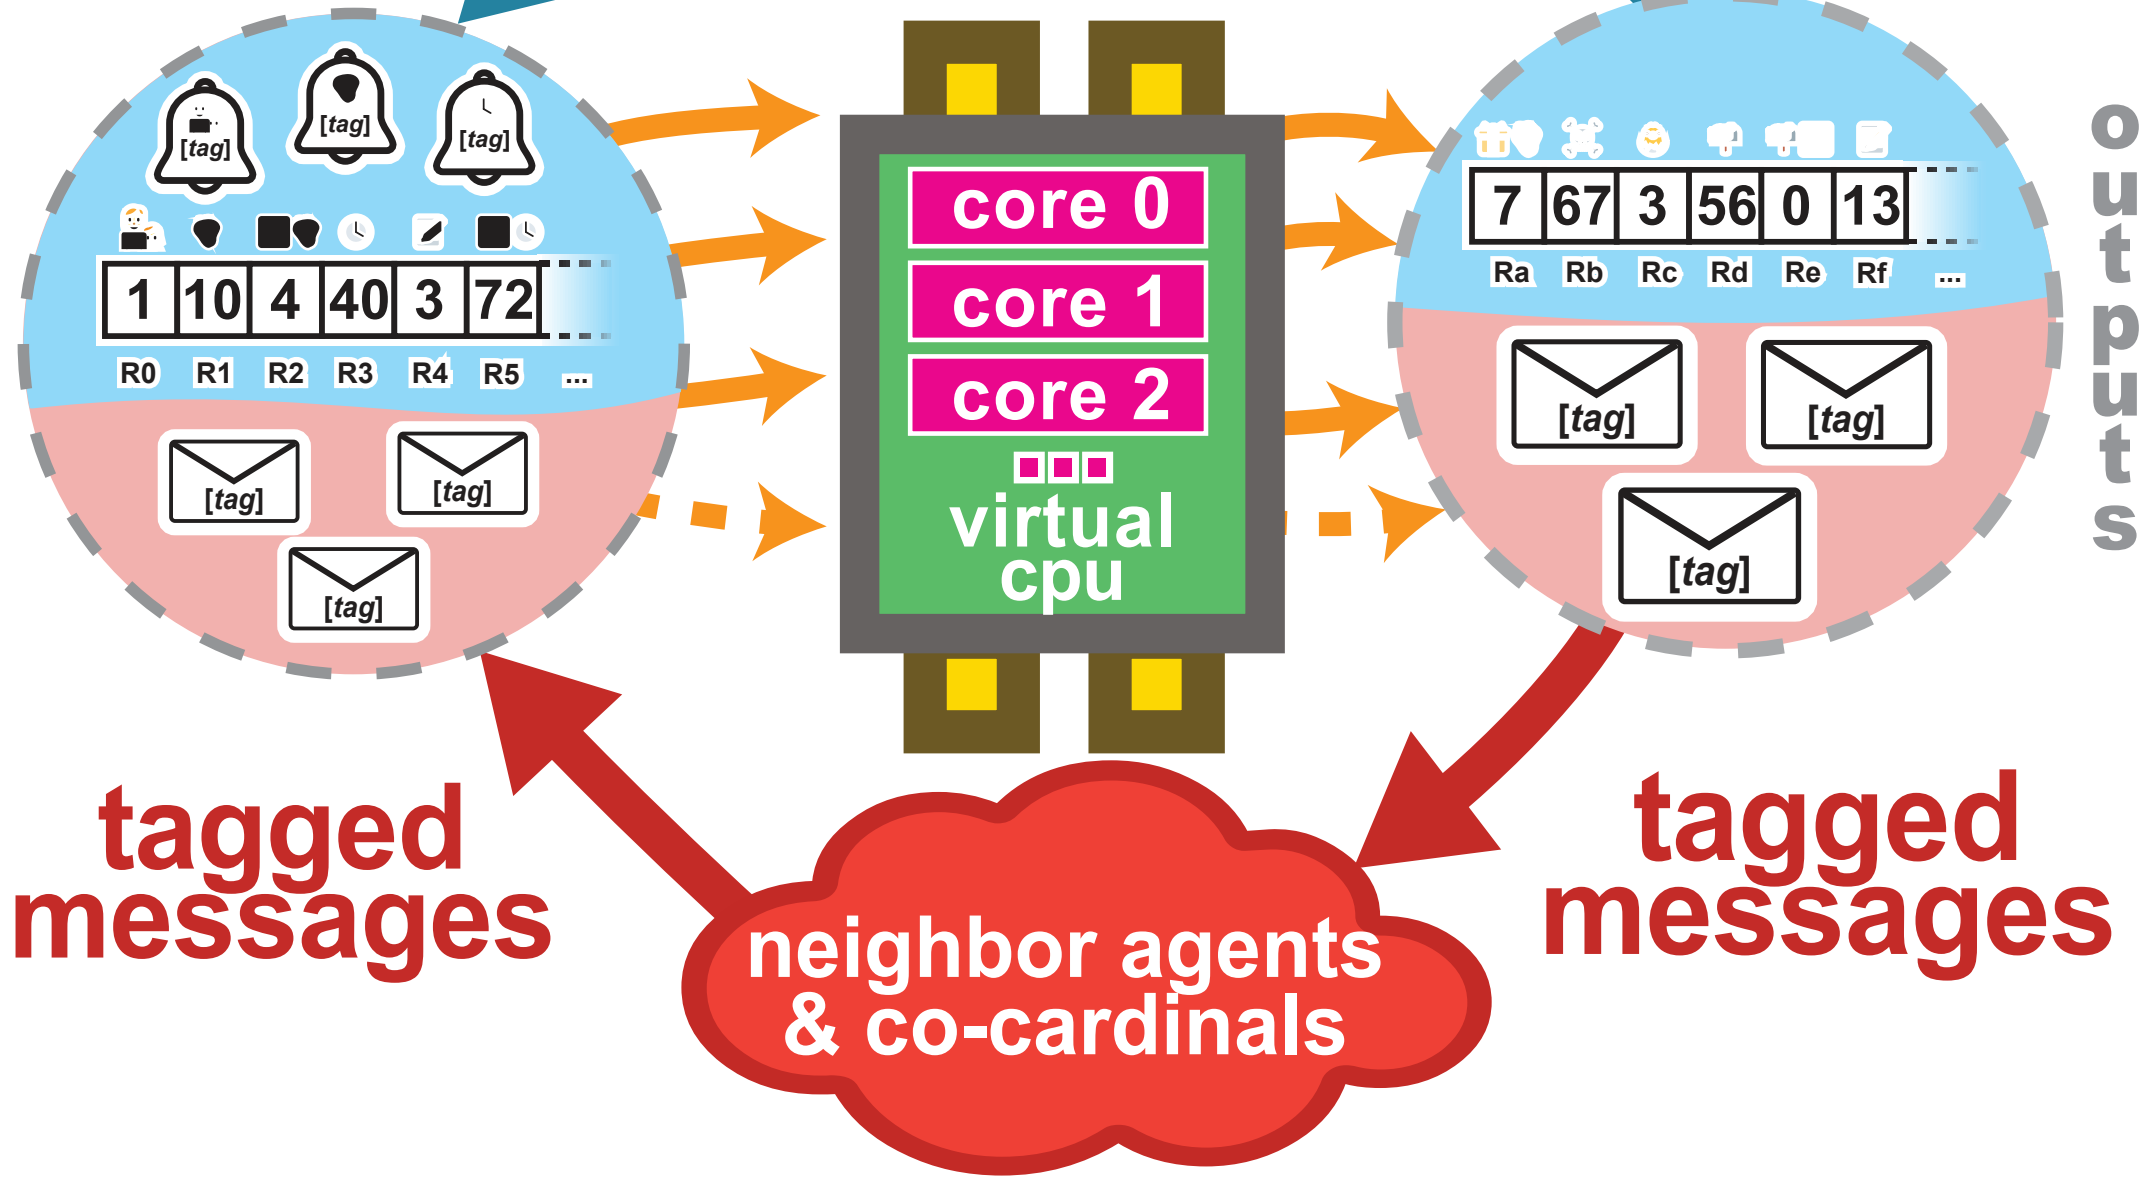 [tag] [tag] [tag]
1 10 4 40 3 72
R0 R1 R2 R3 R4 R5 ...
[tag] [tag]
[tag]
core 0
core 1
core 2
virtual
cpu
7 67 3 56 0 13
Ra Rb Rc Rd Re Rf ...
[tag] [tag]
[tag]
outputs
tagged
messages
neighbor agents
& co-cardinals
tagged
messages